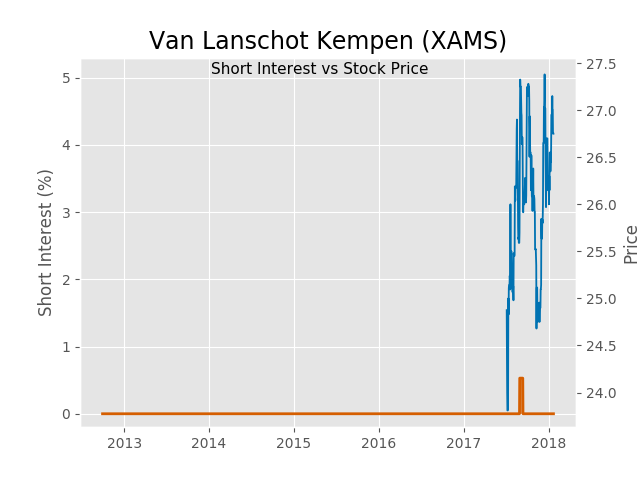 Van Lanschot Kempen (XAMS)
Short Interest vs Stock Price
Short Interest (%)
5
4
3
2
1
0
27.5
27.0
26.5
26.0
25.5
25.0
24.5
24.0
Price
2013 2014 2015 2016 2017 2018